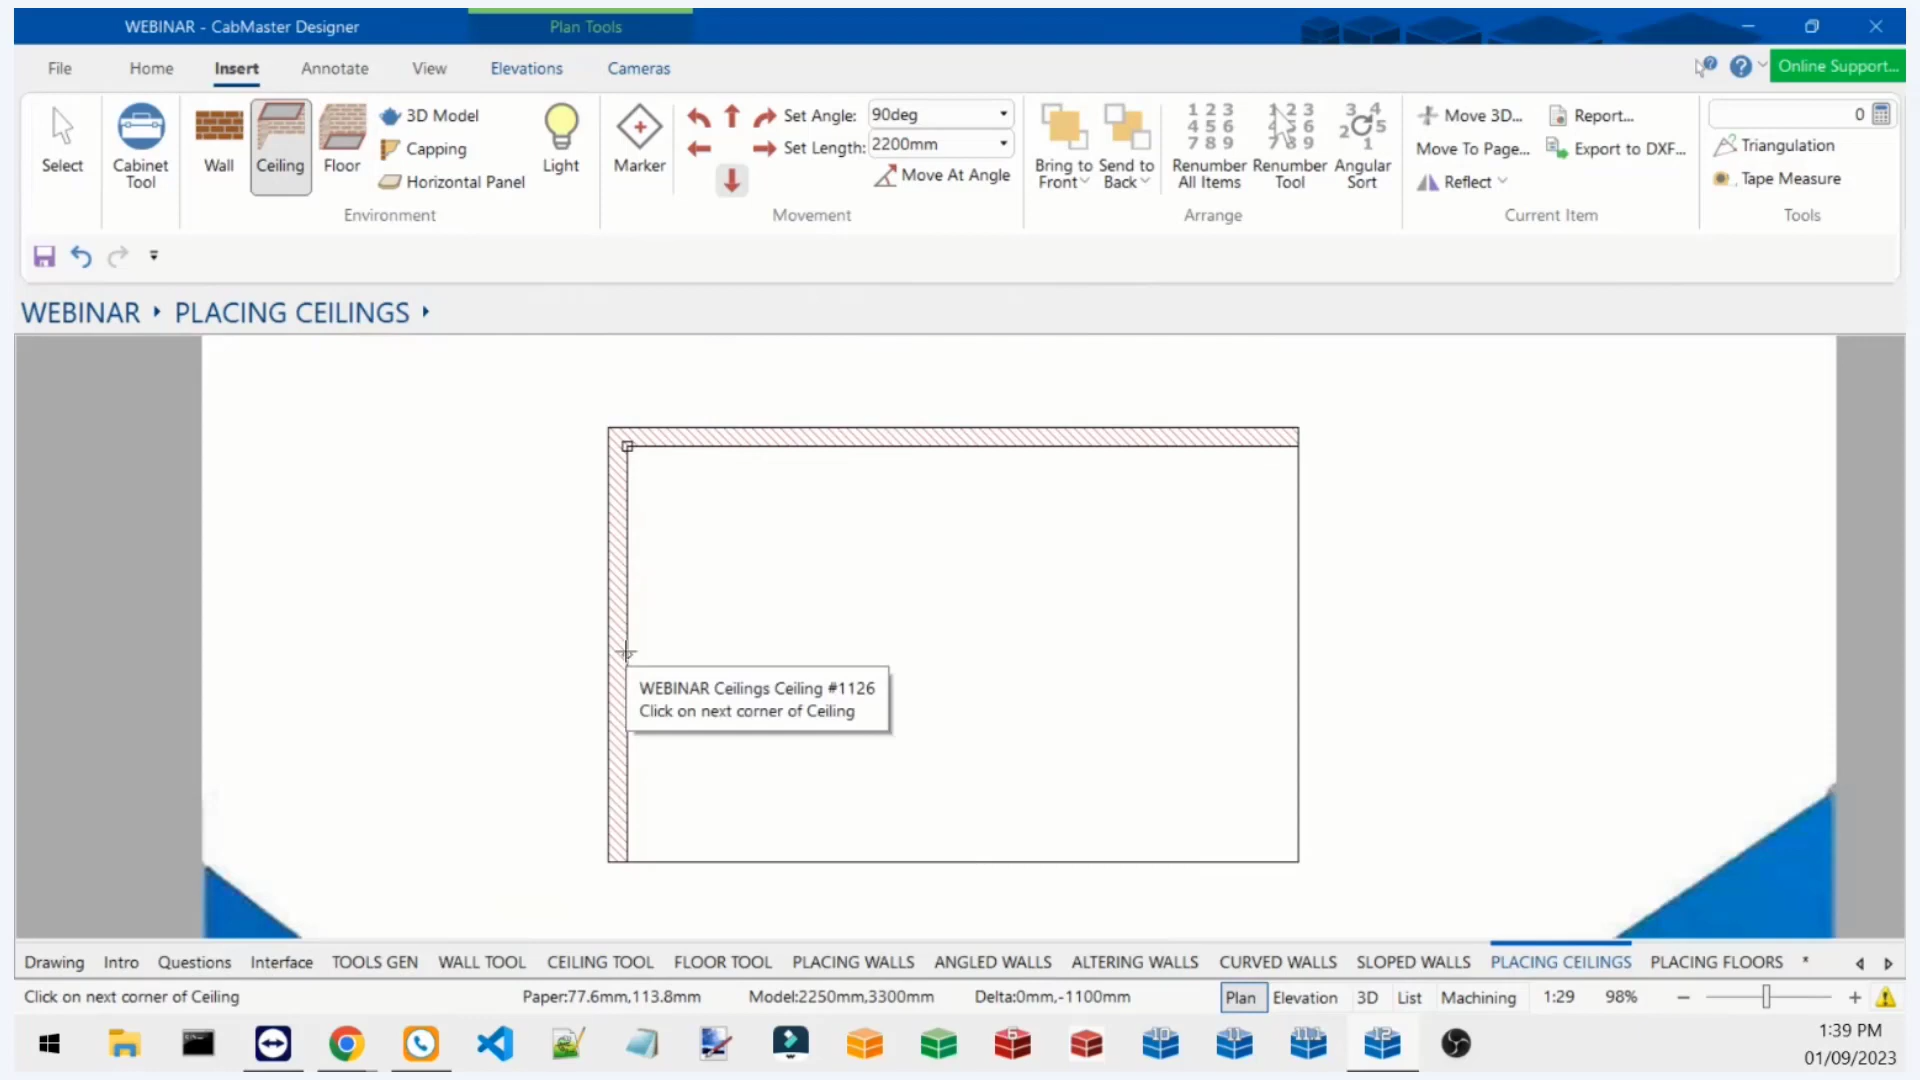 WEBINAR - CabMaster Designer
Plan Tools
File
Home
Insert
Annotate
View
Elevations
Cameras
Online Support...
Select
Cabinet Tool
Wall
Ceiling
Floor
3D Model
Capping
Horizontal Panel
Light
Environment
Marker
Set Angle:
90deg
Set Length:
2200mm
Move At Angle
Movement
Bring to Front
Send to Back
Renumber All Items
Renumber Tool
Angular Sort
Arrange
Move 3D...
Move To Page...
Reflect
Report...
Export to DXF...
Current Item
0
Triangulation
Tape Measure
Tools
WEBINAR
PLACING CEILINGS
WEBINAR Ceilings Ceiling #1126
Click on next corner of Ceiling
Drawing
Intro
Questions
Interface
TOOLS GEN
WALL TOOL
CEILING TOOL
FLOOR TOOL
PLACING WALLS
ANGLED WALLS
ALTERING WALLS
CURVED WALLS
SLOPED WALLS
PLACING CEILINGS
PLACING FLOORS
*
Click on next corner of Ceiling
Paper:77.6mm,113.8mm
Model:2250mm,3300mm
Delta:0mm,-1100mm
Plan
Elevation
3D
List
Machining
1:29
98%
1:39 PM
01/09/2023